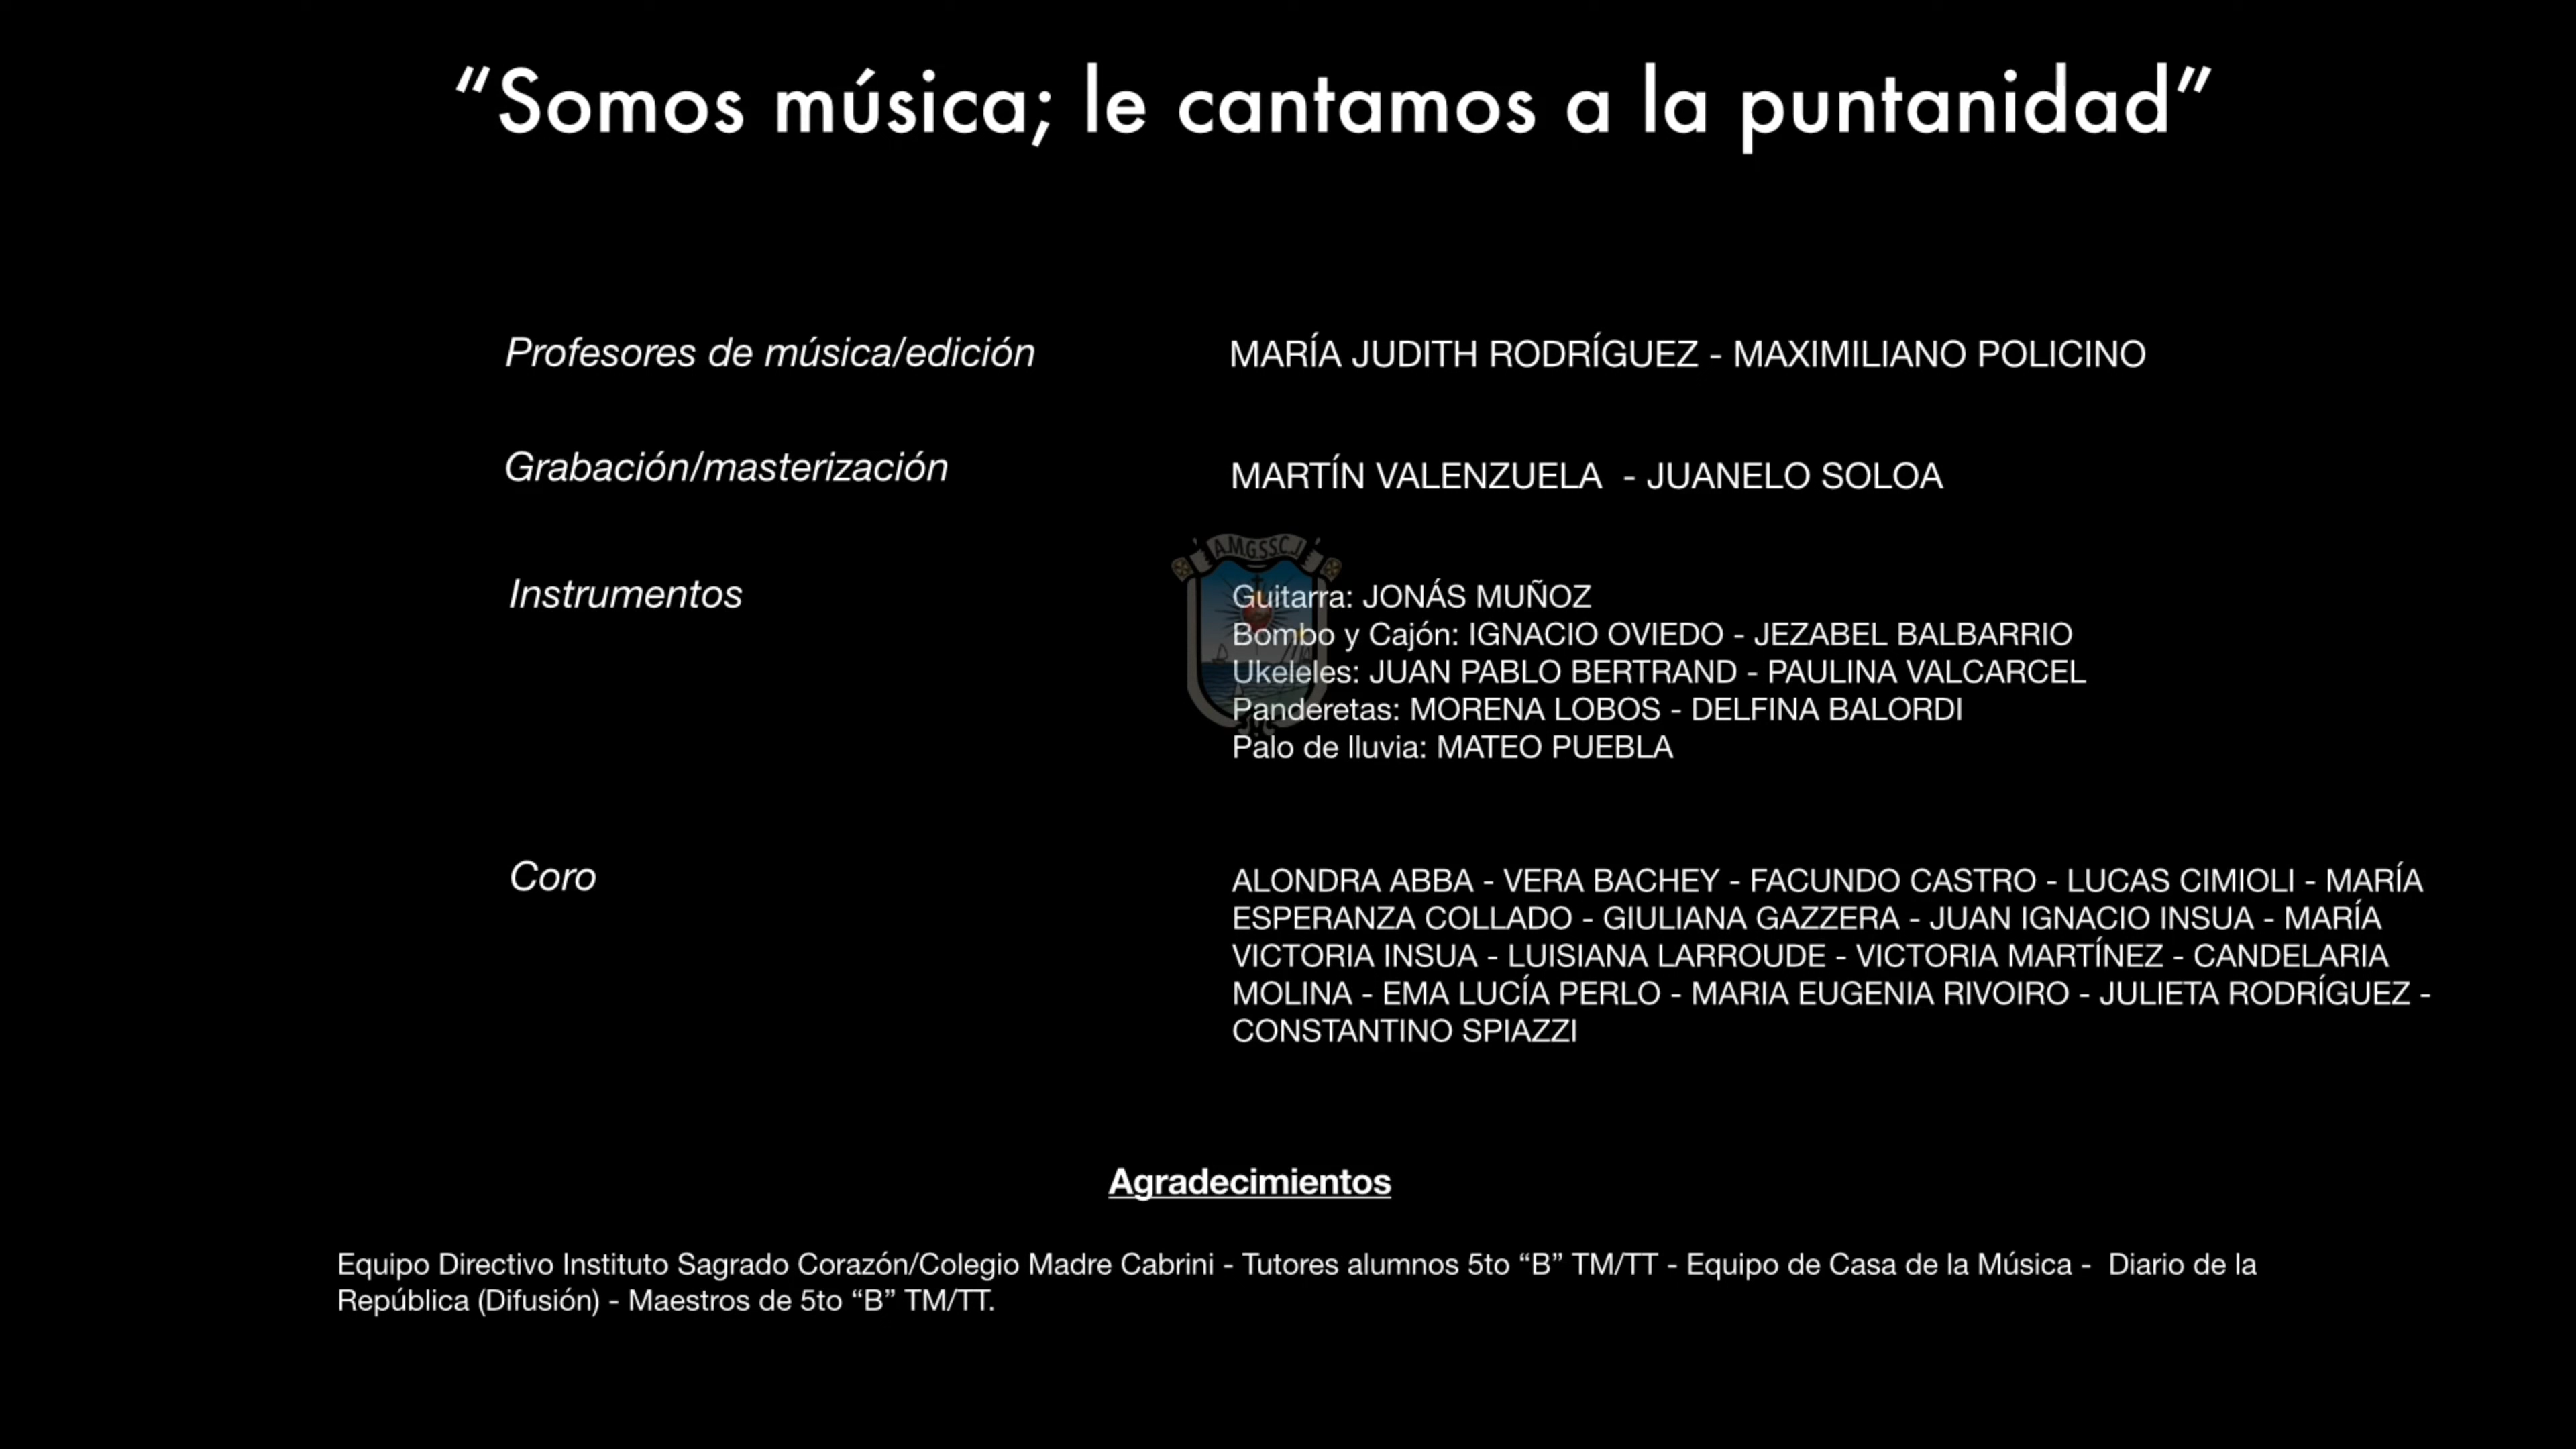 “Somos música; le cantamos a la puntanidad”
Profesores de música/edición MARÍA JUDITH RODRÍGUEZ - MAXIMILIANO POLICINO
Grabación/masterización MARTÍN VALENZUELA - JUANELO SOLOA
A.M.G.S.S.C.J
Instrumentos Guitarra: JONÁS MUÑOZ
Bombo y Cajón: IGNACIO OVIEDO - JEZABEL BALBARRIO
Ukeleles: JUAN PABLO BERTRAND - PAULINA VALCARCEL
Panderetas: MORENA LOBOS - DELFINA BALORDI
Palo de lluvia: MATEO PUEBLA
Coro ALONDRA ABBA - VERA BACHEY - FACUNDO CASTRO - LUCAS CIMIOLI - MARÍA
ESPERANZA COLLADO - GIULIANA GAZZERA - JUAN IGNACIO INSUA - MARÍA
VICTORIA INSUA - LUISIANA LARROUDE - VICTORIA MARTÍNEZ - CANDELARIA
MOLINA - EMA LUCÍA PERLO - MARIA EUGENIA RIVOIRO - JULIETA RODRÍGUEZ -
CONSTANTINO SPIAZZI
Agradecimientos
Equipo Directivo Instituto Sagrado Corazón/Colegio Madre Cabrini - Tutores alumnos 5to “B” TM/TT - Equipo de Casa de la Música - Diario de la
República (Difusión) - Maestros de 5to “B” TM/TT.